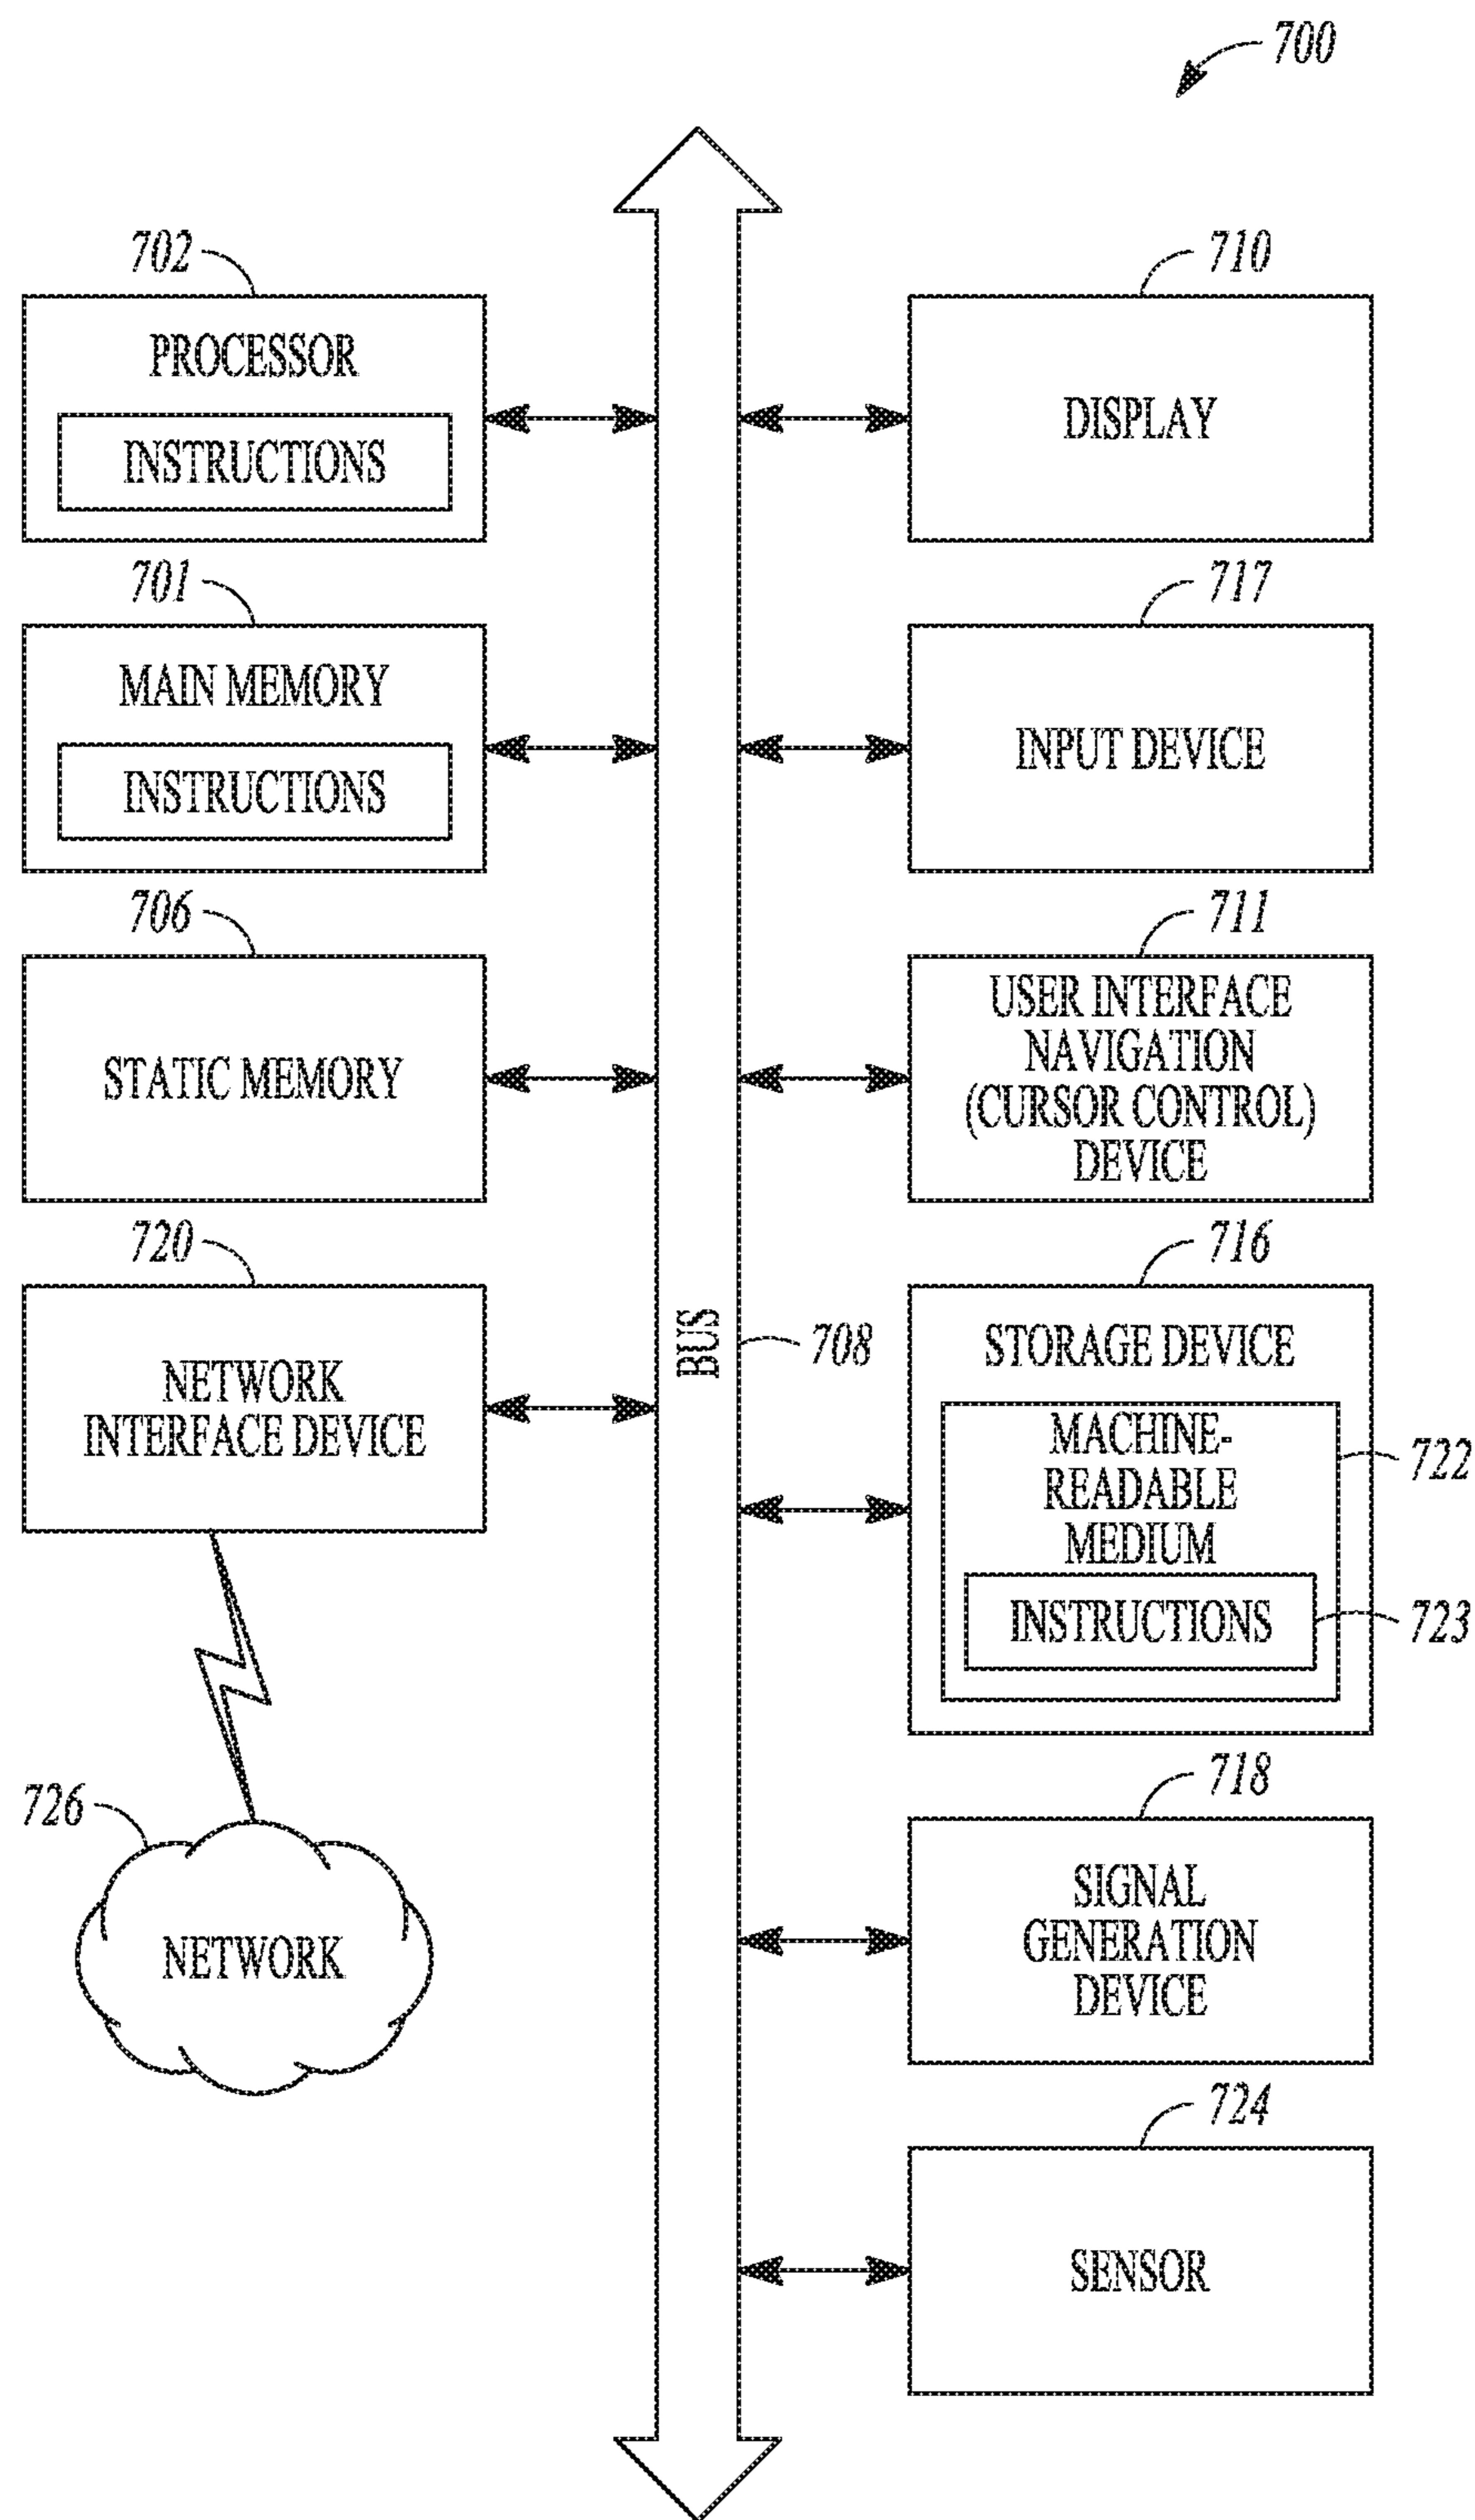 700
702
PROCESSOR
INSTRUCTIONS
701
MAIN MEMORY
INSTRUCTIONS
706
STATIC MEMORY
720
NETWORK
INTERFACE DEVICE
726
NETWORK
BUS
708
710
DISPLAY
717
INPUT DEVICE
711
USER INTERFACE
NAVIGATION
(CURSOR CONTROL)
DEVICE
716
STORAGE DEVICE
MACHINE-
READABLE
MEDIUM
722
INSTRUCTIONS
723
718
SIGNAL
GENERATION
DEVICE
724
SENSOR